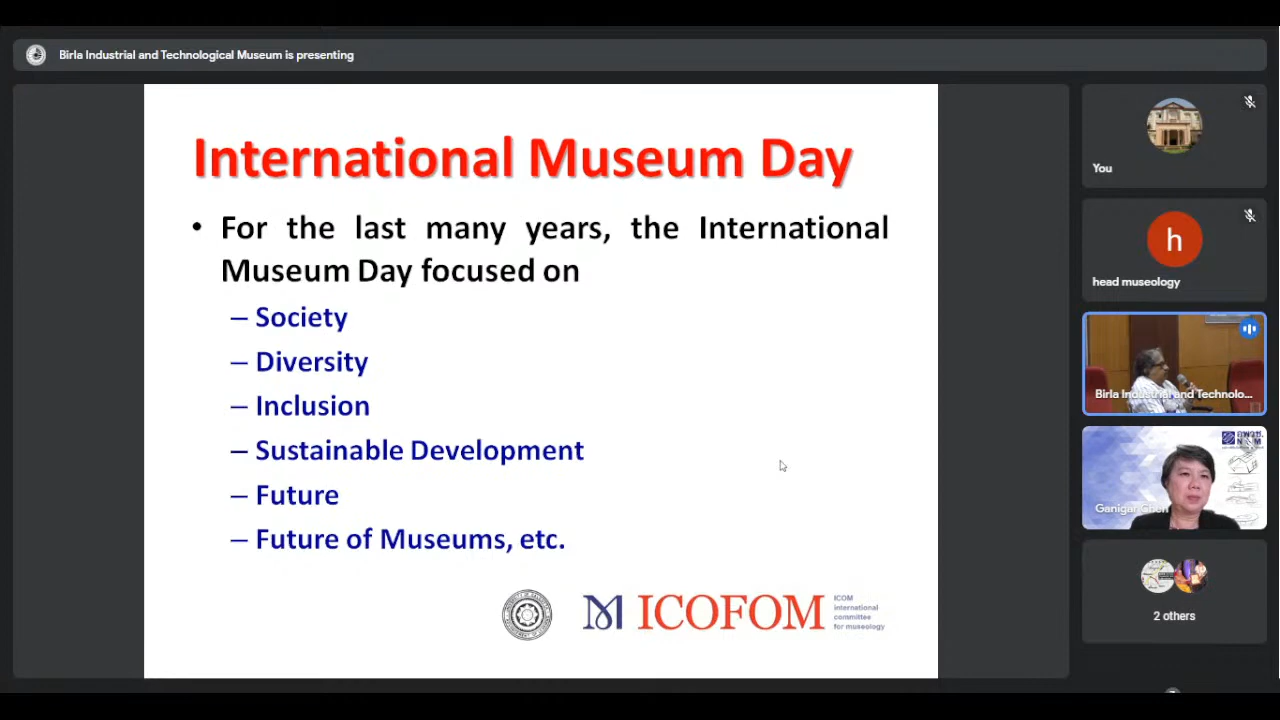 Birla Industrial and Technological Museum is presenting
International Museum Day
• For the last many years, the International
Museum Day focused on
– Society
– Diversity
– Inclusion
– Sustainable Development
– Future
– Future of Museums, etc.
ICOFOM
ICOM
international
committee
for museology
You
h
head museology
Birla Industrial and Technolo...
Ganigar Chen
2 others